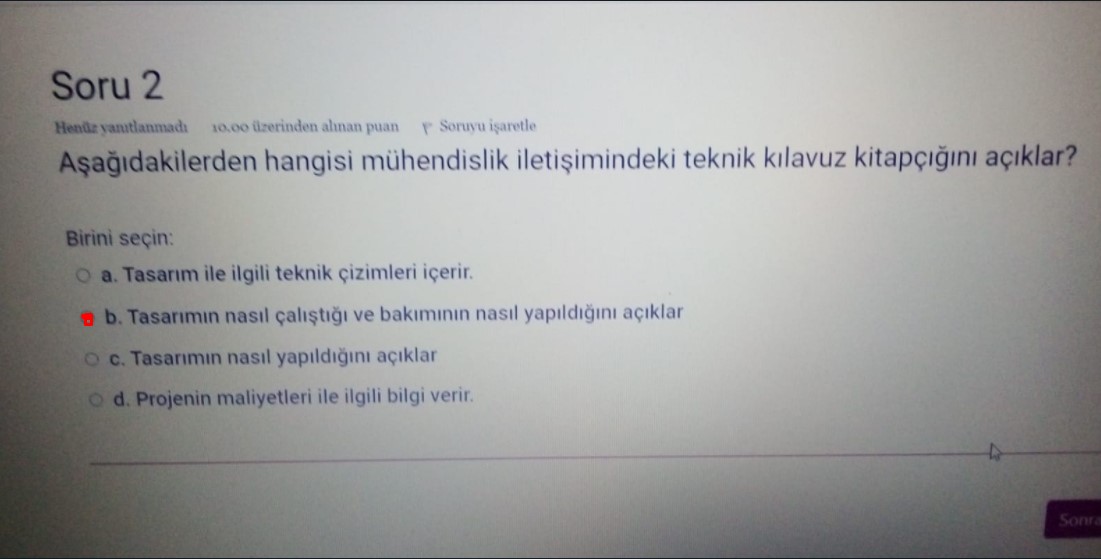 Soru 2
Henüz yanıtlanmadı 10.00 üzerinden alınan puan Soruyu işaretle
Aşağıdakilerden hangisi mühendislik iletişimindeki teknik kılavuz kitapçığını açıklar?
Birini seçin:
a. Tasarım ile ilgili teknik çizimleri içerir.
b. Tasarımın nasıl çalıştığı ve bakımının nasıl yapıldığını açıklar
c. Tasarımın nasıl yapıldığını açıklar
d. Projenin maliyetleri ile ilgili bilgi verir.